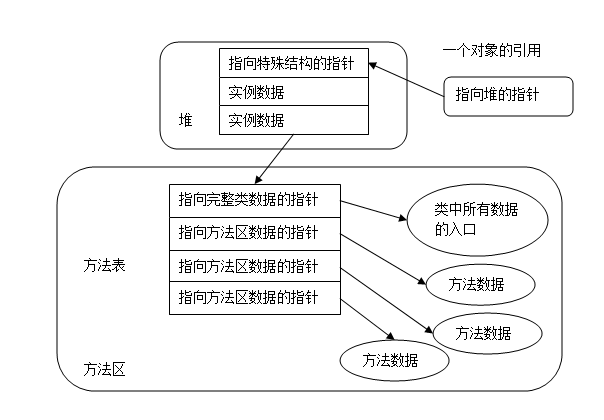 一个对象的引用
指向特殊结构的指针
指向堆的指针
实例数据
堆
实例数据
指向完整类数据的指针
类中所有数据
的入口
指向方法区数据的指针
方法表
指向方法区数据的指针
方法数据
指向方法区数据的指针
方法数据
方法数据
方法区